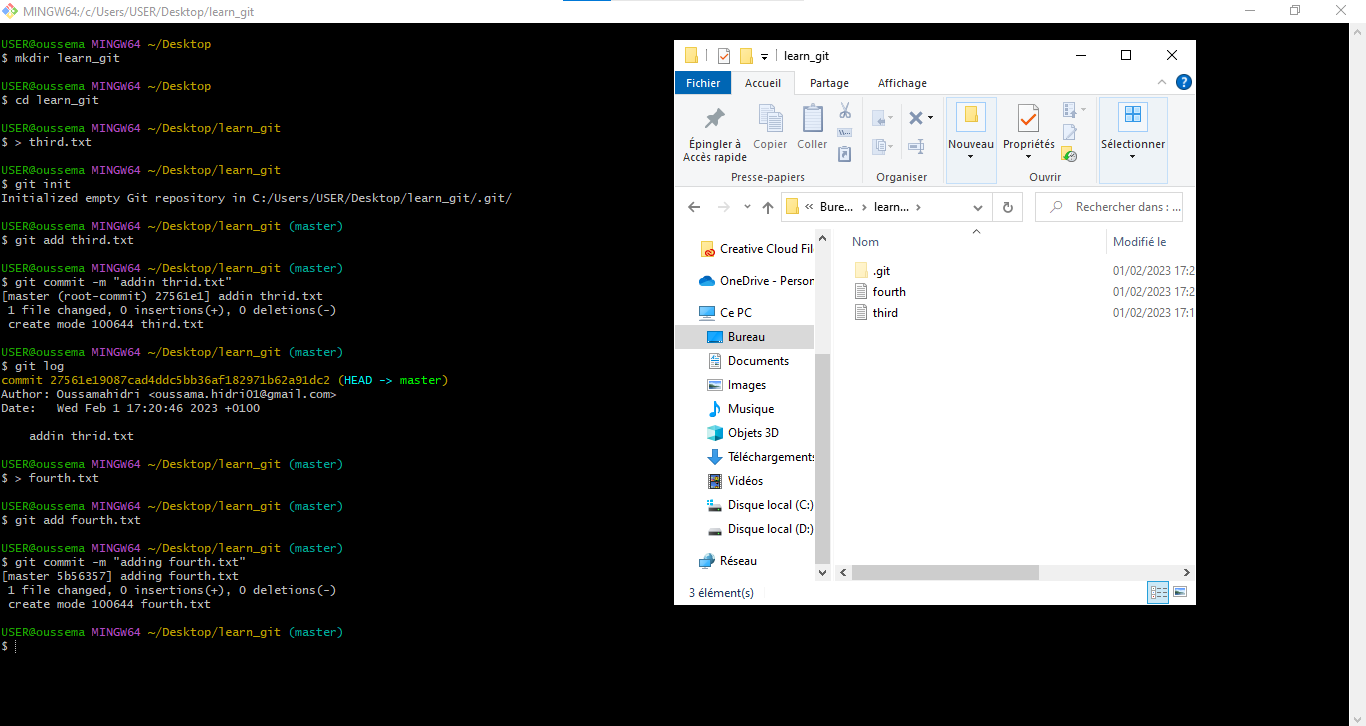 MINGW64:/c/Users/USER/Desktop/learn_git
USER@oussema MINGW64 ~/Desktop
$ mkdir learn_git
USER@oussema MINGW64 ~/Desktop
$ cd learn_git
USER@oussema MINGW64 ~/Desktop/learn_git
$ > third.txt
USER@oussema MINGW64 ~/Desktop/learn_git
$ git init
Initialized empty Git repository in C:/Users/USER/Desktop/learn_git/.git/
USER@oussema MINGW64 ~/Desktop/learn_git (master)
$ git add third.txt
USER@oussema MINGW64 ~/Desktop/learn_git (master)
$ git commit -m "addin thrid.txt"
[master (root-commit) 27561e1] addin thrid.txt
1 file changed, 0 insertions(+), 0 deletions(-)
create mode 100644 third.txt
USER@oussema MINGW64 ~/Desktop/learn_git (master)
$ git log
commit 27561e19087cad4ddc5bb36af182971b62a91dc2 (HEAD -> master)
Author: Oussamahidri <oussama.hidri01@gmail.com>
Date:   Wed Feb 1 17:20:46 2023 +0100
addin thrid.txt
USER@oussema MINGW64 ~/Desktop/learn_git (master)
$ > fourth.txt
USER@oussema MINGW64 ~/Desktop/learn_git (master)
$ git add fourth.txt
USER@oussema MINGW64 ~/Desktop/learn_git (master)
$ git commit -m "adding fourth.txt"
[master 5b56357] adding fourth.txt
1 file changed, 0 insertions(+), 0 deletions(-)
create mode 100644 fourth.txt
USER@oussema MINGW64 ~/Desktop/learn_git (master)
$
learn_git
Fichier Accueil Partage Affichage
Épingler à Accès rapide
Copier
Coller
Nouveau
Propriétés
Sélectionner
Presse-papiers Organiser Ouvrir
« Bure... > learn... >
Rechercher dans : ...
Nom Modifié le
.git 01/02/2023 17:2
fourth 01/02/2023 17:2
third 01/02/2023 17:1
Creative Cloud Fil
OneDrive - Person
Ce PC
Bureau
Documents
Images
Musique
Objets 3D
Téléchargements
Vidéos
Disque local (C:)
Disque local (D:)
Réseau
3 élément(s)